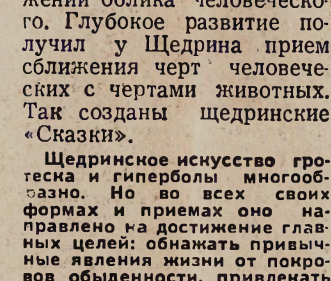 жении облика человеческо-
го. Глубокое развитие по-
лучил у Щедрина прием
сближения черт человече-
ских с чертами животных.
Так созданы щедринские
«Сказки».
Щедринское искусство гро-
теска и гиперболы многооб-
разно. Но во всех своих
формах и приемах оно на-
правлено на достижение глав-
ных целей: обнажать привыч-
ные явления жизни от покро-
вов обыденности, привлекать